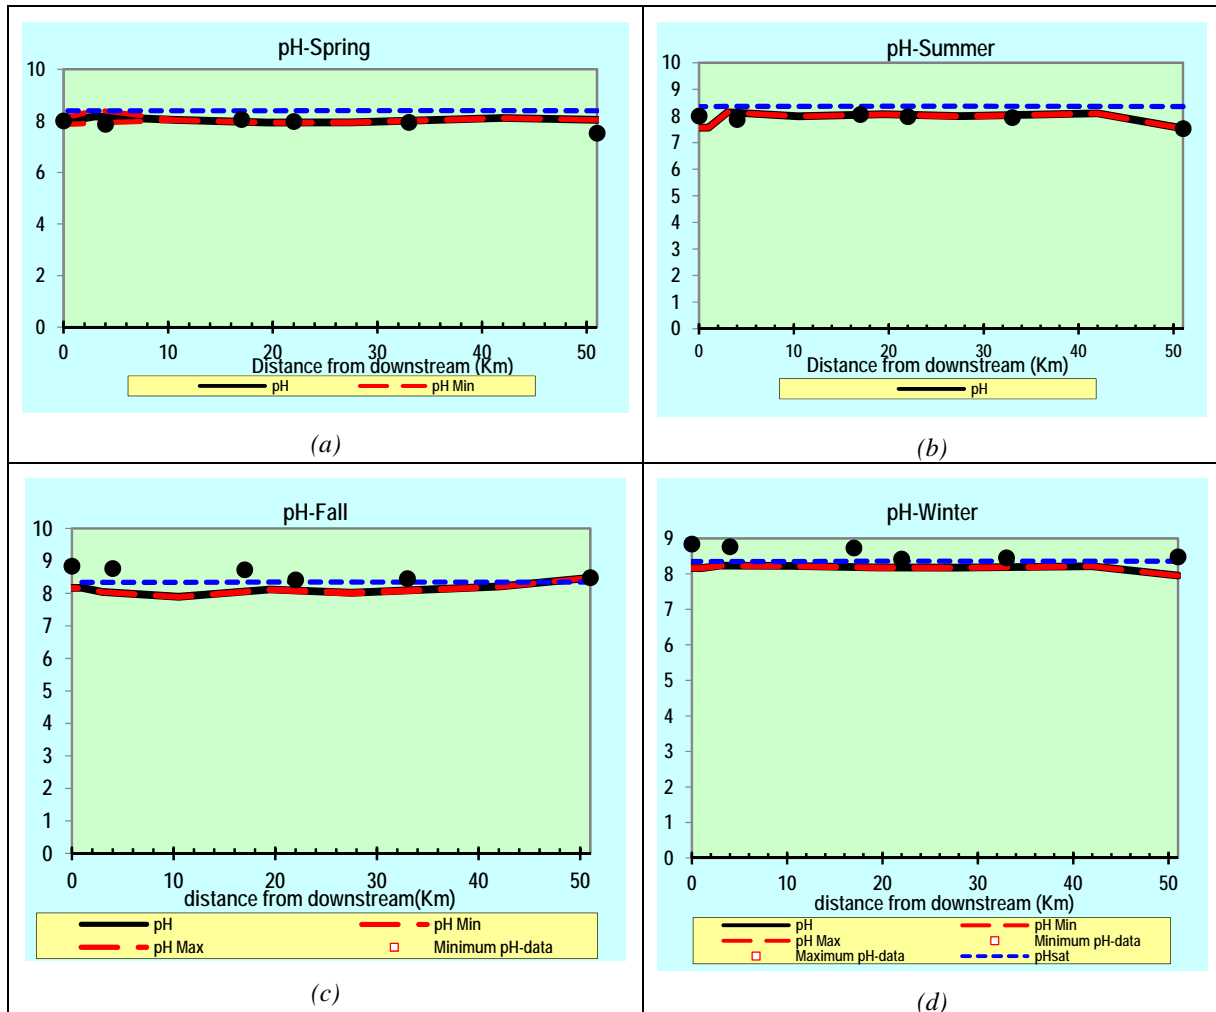 pH-Spring
10
8
6
4
2
0
0 10 20 30 40 50
Distance from downstream (Km)
pH pH Min
(a)
pH-Summer
10
9
8
7
6
5
4
3
2
1
0
0 10 20 30 40 50
Distance from downstream (Km)
pH
(b)
pH-Fall
10
9
8
7
6
5
4
3
2
1
0
0 10 20 30 40 50
distance from downstream(Km)
pH pH Min
pH Max Minimum pH-data
(c)
pH-Winter
9
8
7
6
5
4
3
2
1
0
0 10 20 30 40 50
distance from downstream (Km)
pH pH Min
pH Max Minimum pH-data
Maximum pH-data pHsat
(d)